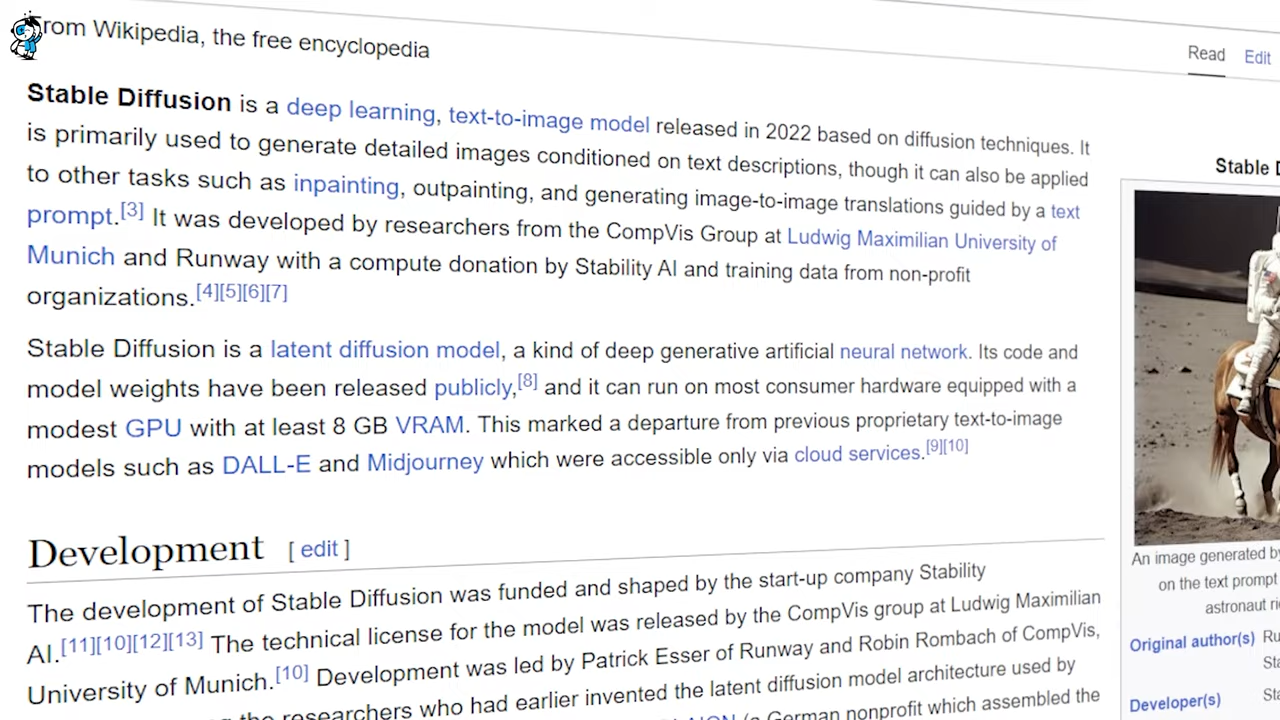 rom Wikipedia, the free encyclopedia
Read Edit
Stable Diffusion is a deep learning, text-to-image model released in 2022 based on diffusion techniques. It
is primarily used to generate detailed images conditioned on text descriptions, though it can also be applied
to other tasks such as inpainting, outpainting, and generating image-to-image translations guided by a text
prompt.[3] It was developed by researchers from the CompVis Group at Ludwig Maximilian University of
Munich and Runway with a compute donation by Stability AI and training data from non-profit
organizations.[4][5][6][7]
Stable Diffusion is a latent diffusion model, a kind of deep generative artificial neural network. Its code and
model weights have been released publicly,[8] and it can run on most consumer hardware equipped with a
modest GPU with at least 8 GB VRAM. This marked a departure from previous proprietary text-to-image
models such as DALL-E and Midjourney which were accessible only via cloud services.[9][10]
Development [ edit ]
The development of Stable Diffusion was funded and shaped by the start-up company Stability
AI.[11][10][12][13] The technical license for the model was released by the CompVis group at Ludwig Maximilian
University of Munich.[10] Development was led by Patrick Esser of Runway and Robin Rombach of CompVis,
the researchers who had earlier invented the latent diffusion model architecture used by
(a German nonprofit which assembled the
Stable D
An image generated by
on the text prompt
astronaut ri
Original author(s) Ru
Sta
Developer(s) Sta